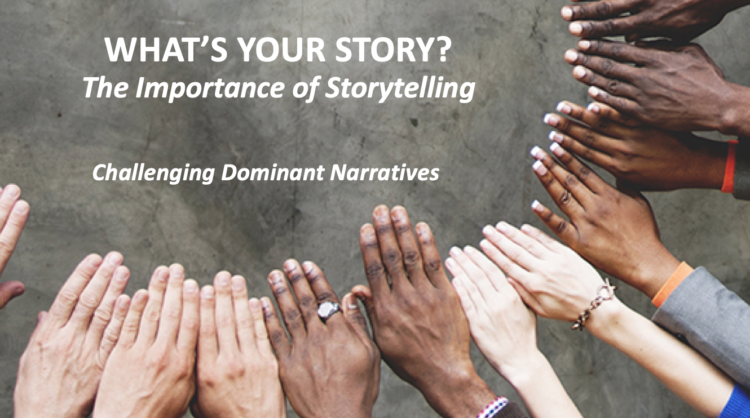 WHAT'S YOUR STORY?
The Importance of Storytelling
Challenging Dominant Narratives